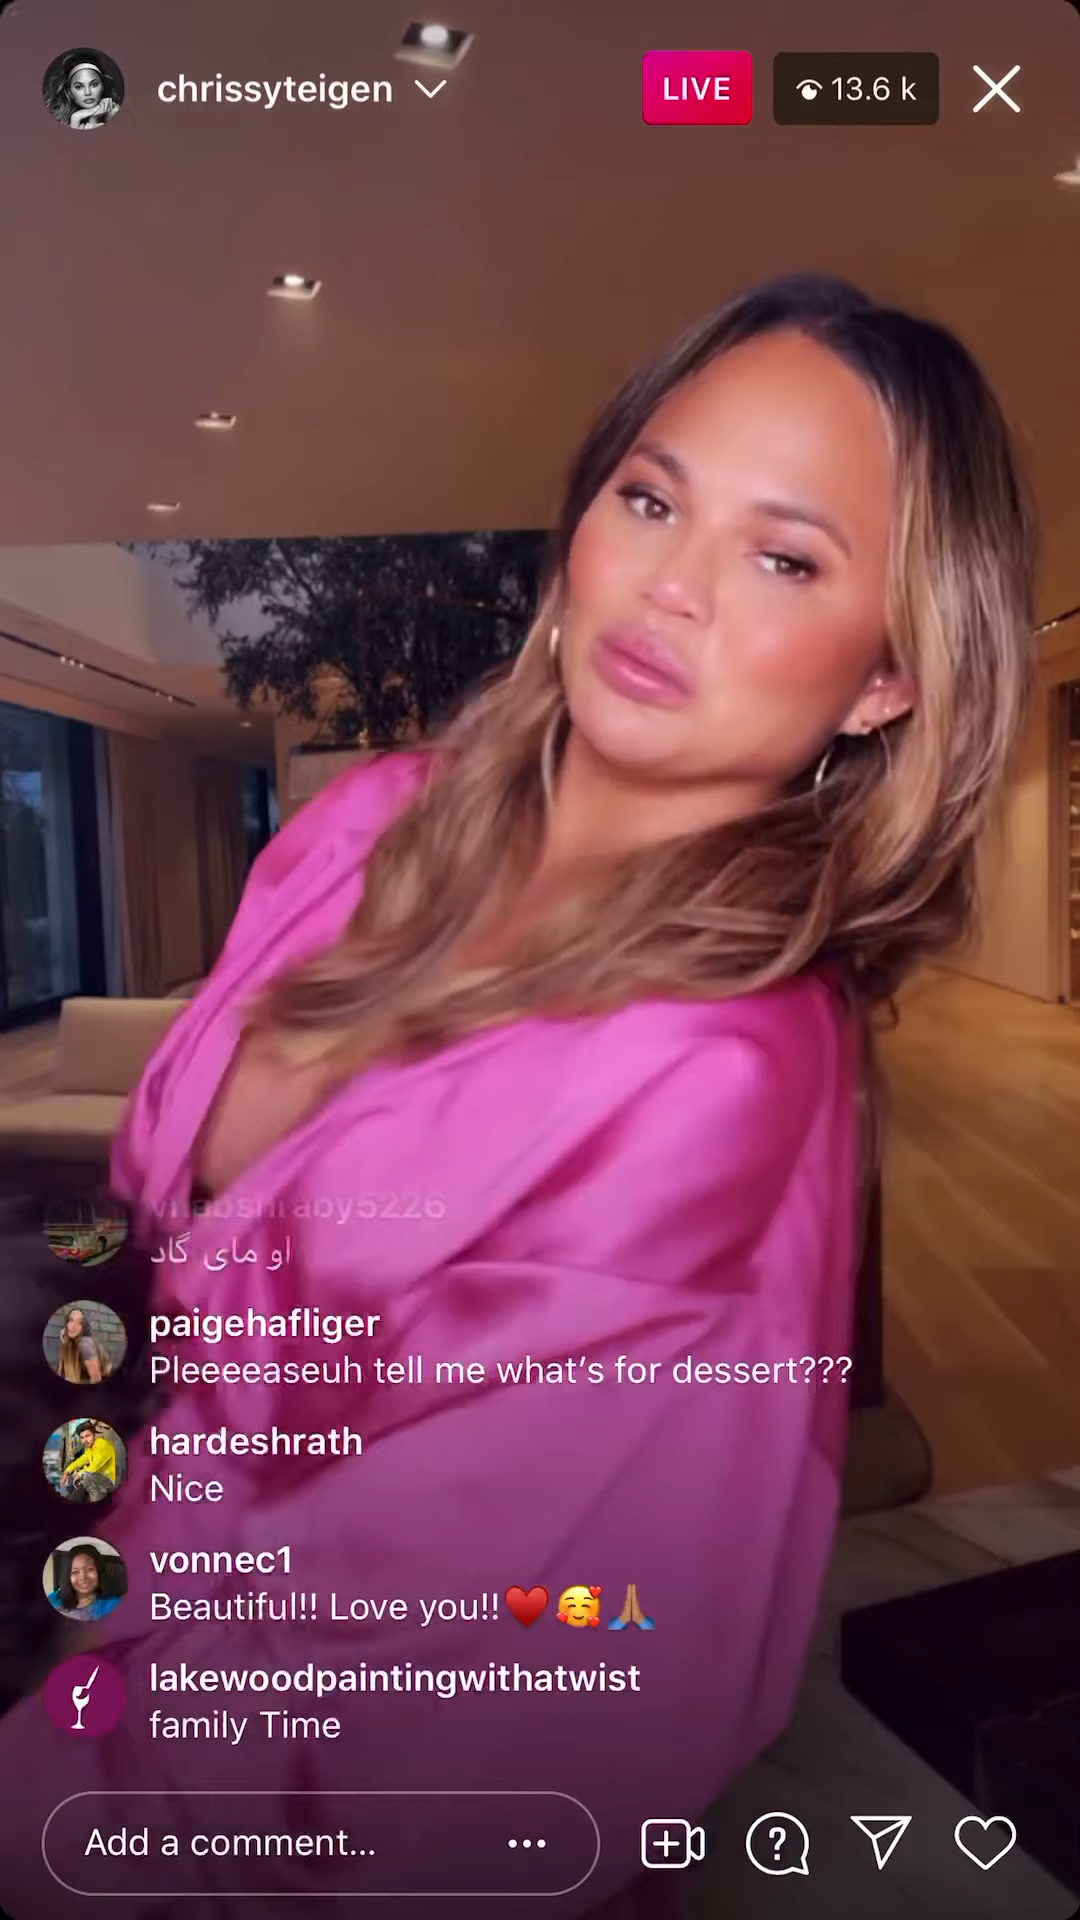 chrissyteigen
LIVE
13.6 k
او مای گاد
paigehafliger
Pleeeeaseuh tell me what's for dessert???
hardeshrath
Nice
vonnec1
Beautiful!! Love you!!❤️🥰🙏🏽
lakewoodpaintingwithatwist
family Time
Add a comment...